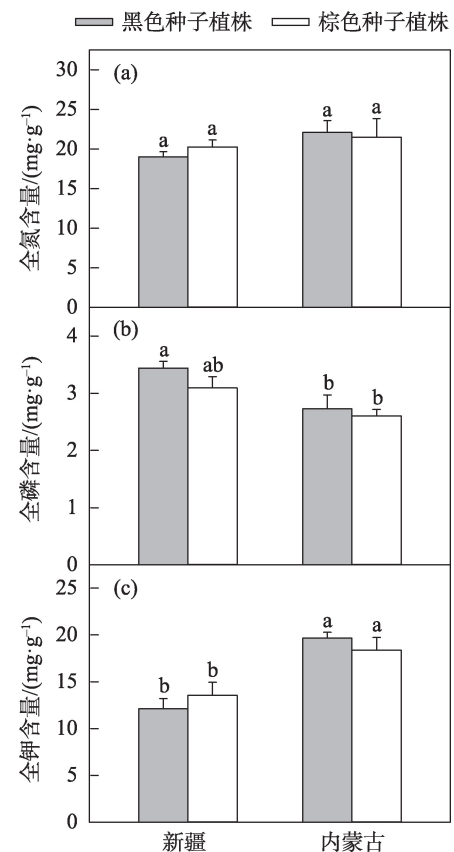 黑色种子植株 棕色种子植株
(a)
全氮含量/(mg·g⁻¹)
30
25
20
15
10
5
0
a a a a
(b)
全磷含量/(mg·g⁻¹)
4
3
2
1
0
a ab b b
(c)
全钾含量/(mg·g⁻¹)
25
20
15
10
5
0
b b a a
新疆 内蒙古